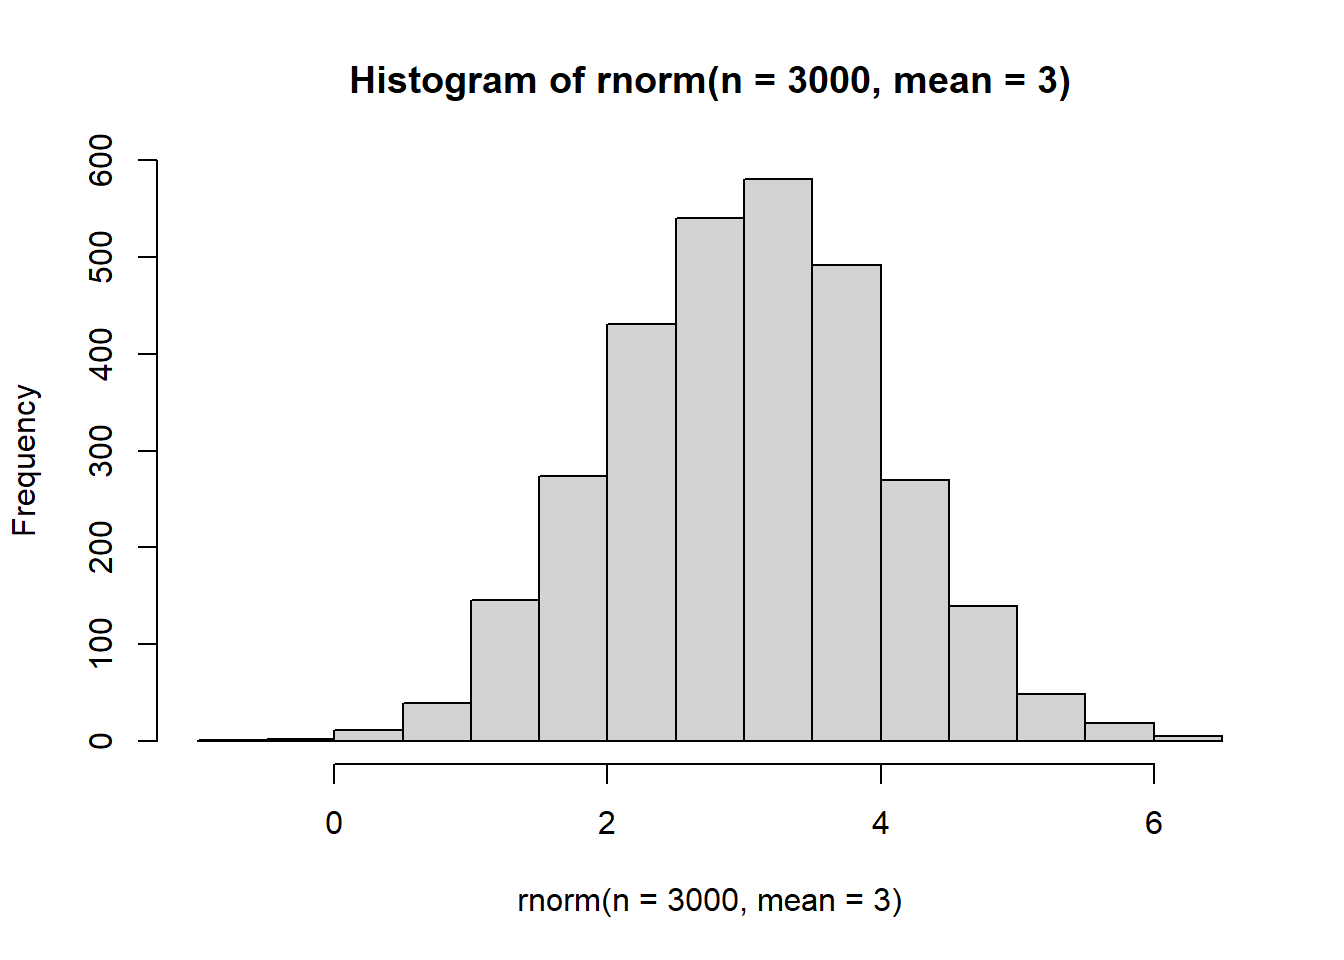 Histogram of rnorm(n = 3000, mean = 3)
600
500
400
300
200
100
0
Frequency
0 2 4 6
rnorm(n = 3000, mean = 3)